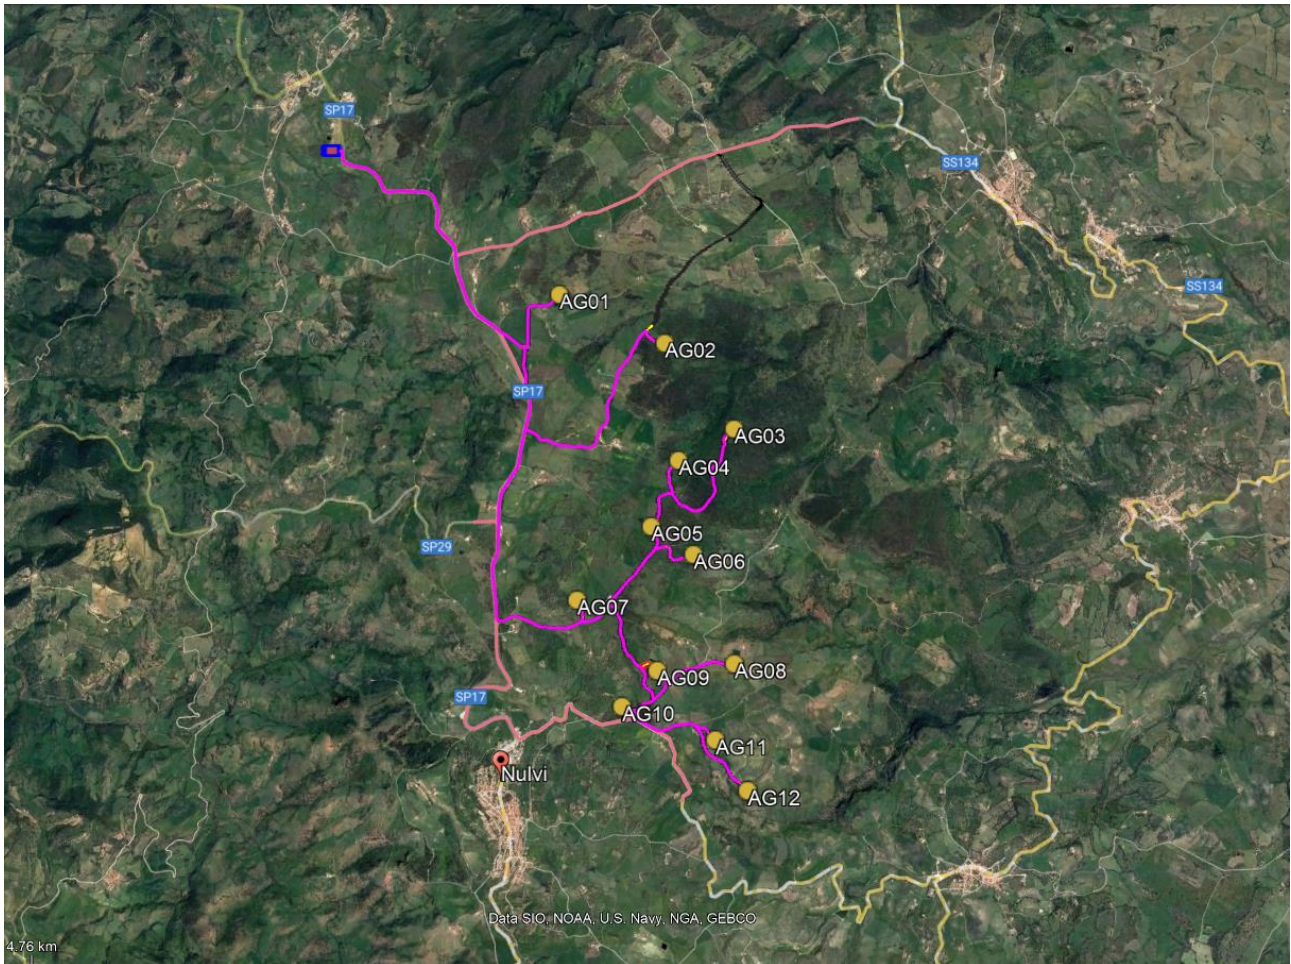 SP17
SS134
SS134
AG01
AG02
SP17
AG03
AG04
AG05
SP29
AG06
AG07
AG08
AG09
SP17
AG10
AG11
Nulvi
AG12
Data SIO, NOAA, U.S. Navy, NGA, GEBCO
4.76 km